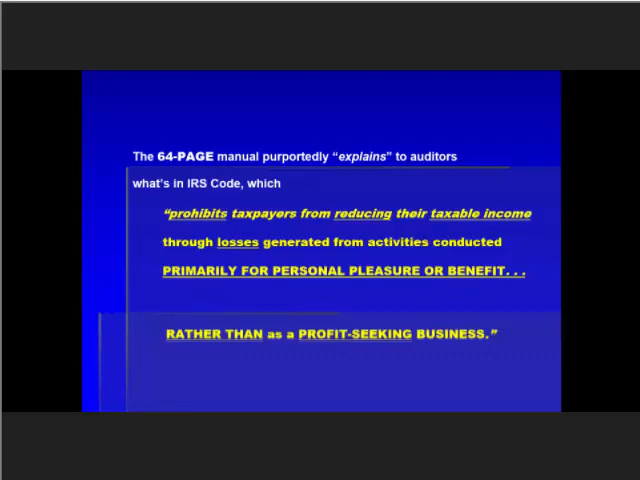 The 64-PAGE manual purportedly “explains” to auditors
what’s in IRS Code, which
“prohibits taxpayers from reducing their taxable income
through losses generated from activities conducted
PRIMARILY FOR PERSONAL PLEASURE OR BENEFIT. . .
RATHER THAN as a PROFIT-SEEKING BUSINESS.”